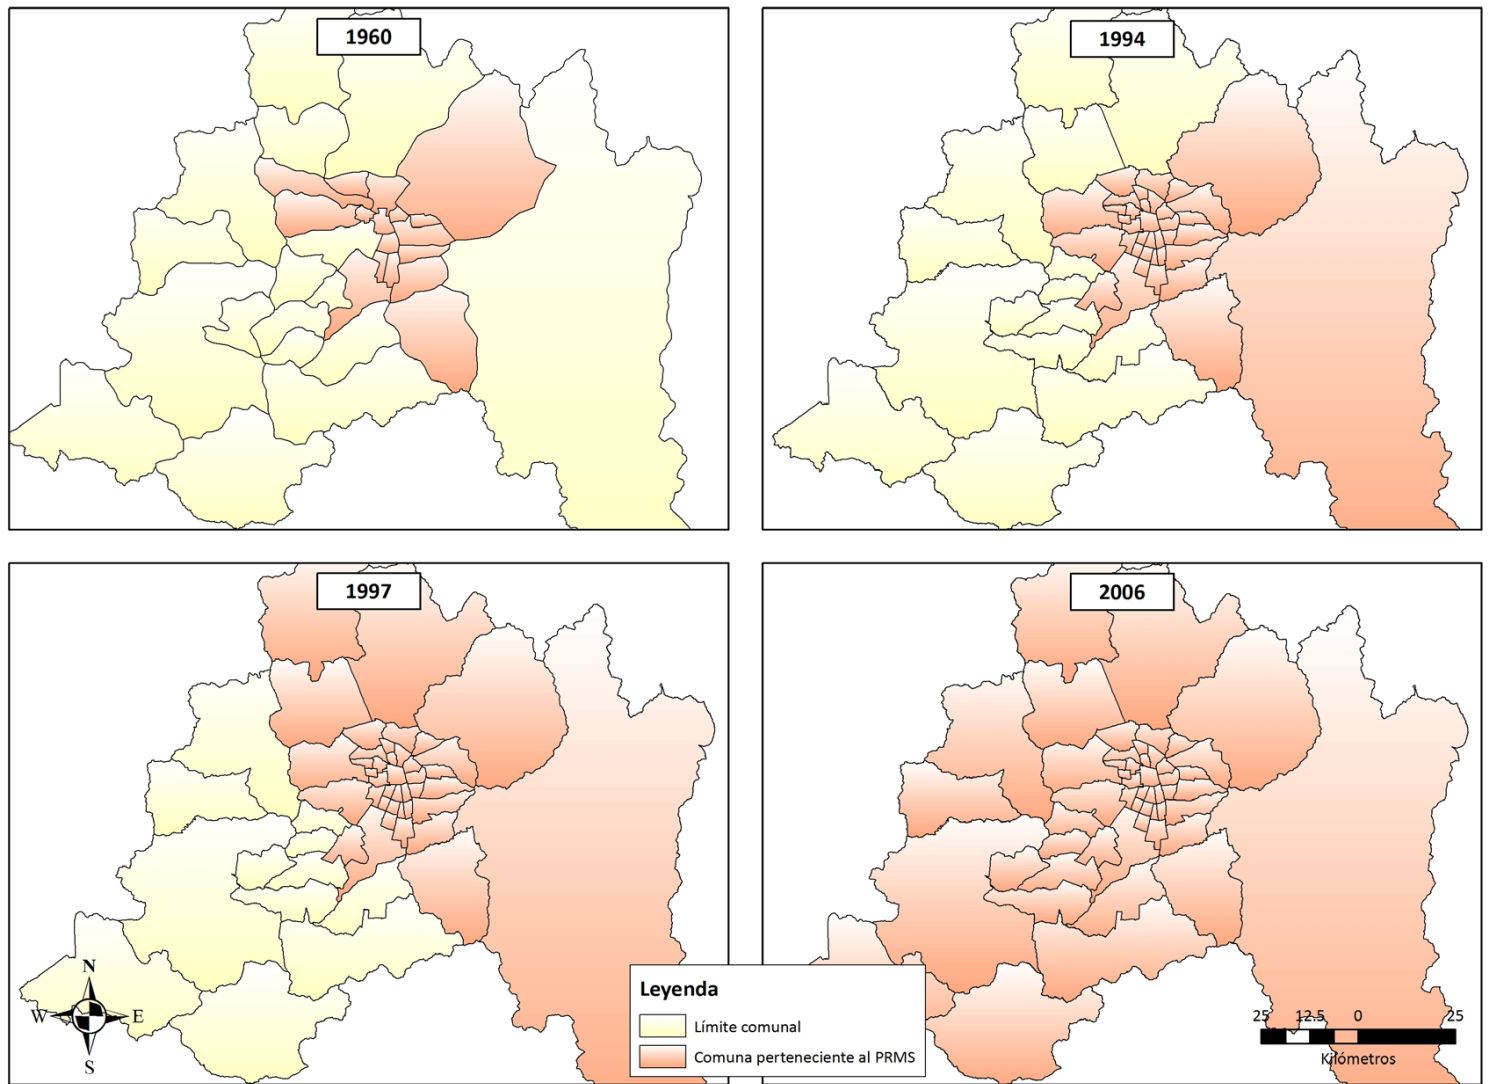 1960
1994
1997
2006
N
W E
S
Leyenda
Límite comunal
Comuna perteneciente al PRMS
25 12.5 0 25
Kilómetros